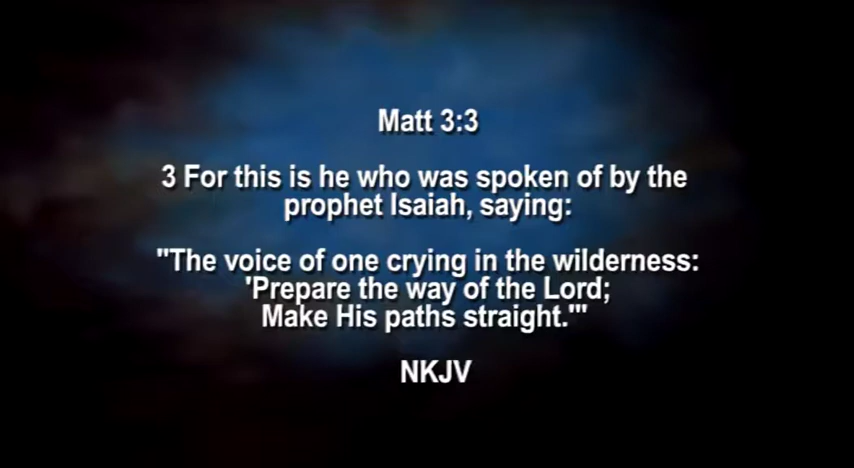 Matt 3:3
3 For this is he who was spoken of by the
prophet Isaiah, saying:
"The voice of one crying in the wilderness:
'Prepare the way of the Lord;
Make His paths straight.'"
NKJV